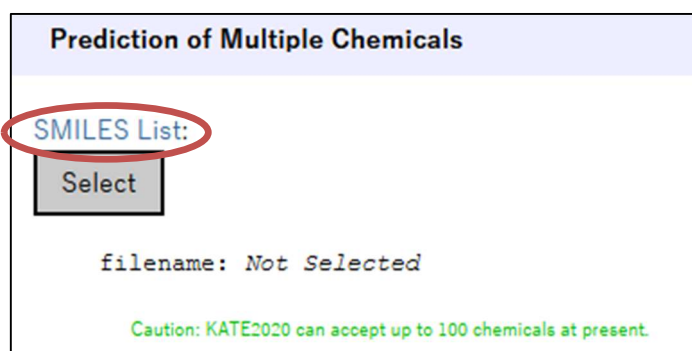 Prediction of Multiple Chemicals
SMILES List:
Select
filename: Not Selected
Caution: KATE2020 can accept up to 100 chemicals at present.